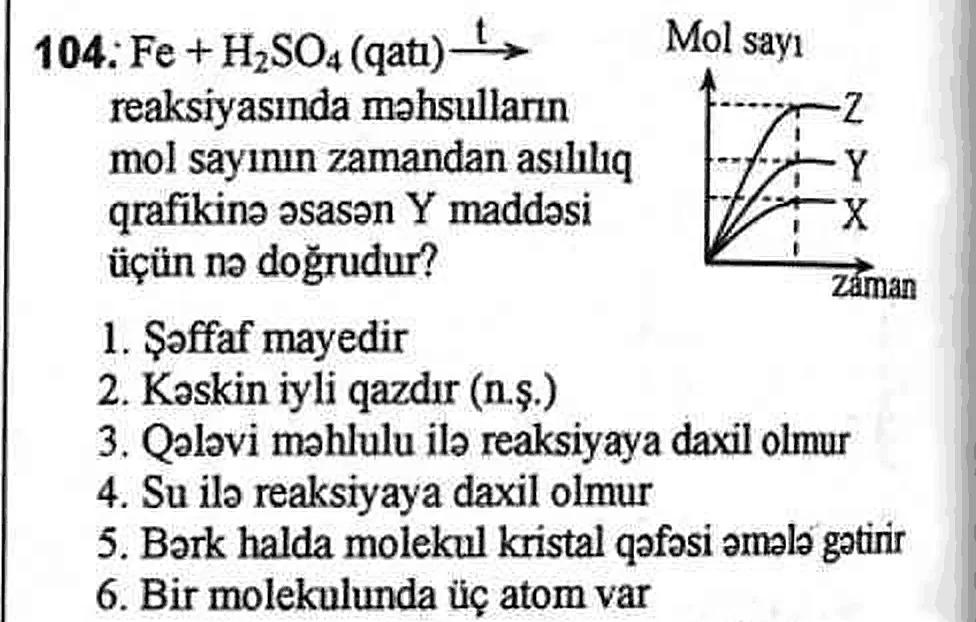 104. Fe + H₂SO₄ (qatı) —t→
reaksiyasında məhsulların
mol sayının zamandan asılılıq
qrafikinə əsasən Y maddəsi
üçün nə doğrudur?
Mol sayı
Z
Y
X
zaman
1. Şəffaf mayedir
2. Kəskin iyli qazdır (n.ş.)
3. Qələvi məhlulu ilə reaksiyaya daxil olmur
4. Su ilə reaksiyaya daxil olmur
5. Bərk halda molekul kristal qəfəsi əmələ gətirir
6. Bir molekulunda üç atom var